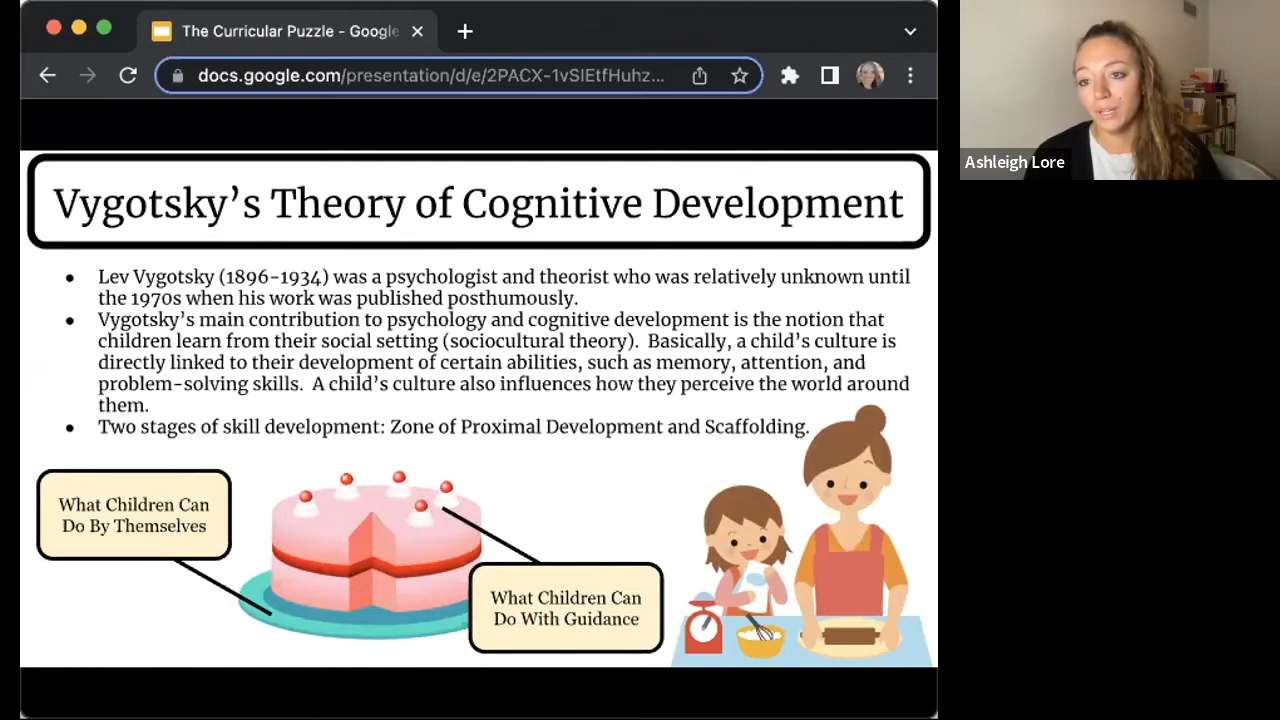 The Curricular Puzzle - Google
docs.google.com/presentation/d/e/2PACX-1vSlEtfHuhz...
Ashleigh Lore
Vygotsky's Theory of Cognitive Development
● Lev Vygotsky (1896-1934) was a psychologist and theorist who was relatively unknown until
the 1970s when his work was published posthumously.
● Vygotsky's main contribution to psychology and cognitive development is the notion that
children learn from their social setting (sociocultural theory). Basically, a child's culture is
directly linked to their development of certain abilities, such as memory, attention, and
problem-solving skills. A child's culture also influences how they perceive the world around
them.
● Two stages of skill development: Zone of Proximal Development and Scaffolding.
What Children Can
Do By Themselves
What Children Can
Do With Guidance